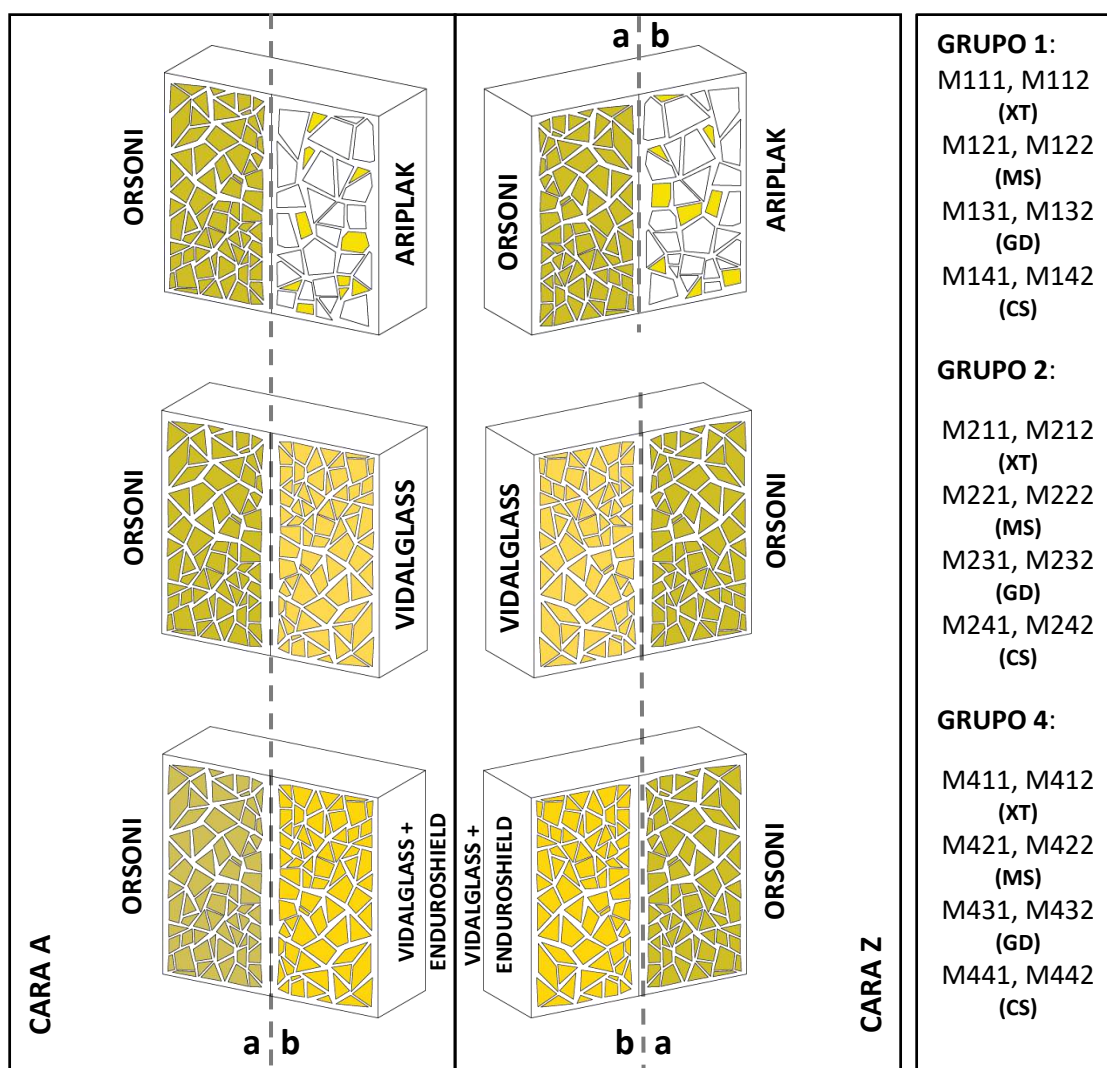 a b
ORSONI
ARIPLAK
ORSONI
ARIPLAK
ORSONI
VIDALGLASS
VIDALGLASS
ORSONI
ORSONI
VIDALGLASS +
ENDUROSHIELD
VIDALGLASS +
ENDUROSHIELD
ORSONI
CARA A
CARA Z
a b
b a
GRUPO 1:
M111, M112
(XT)
M121, M122
(MS)
M131, M132
(GD)
M141, M142
(CS)
GRUPO 2:
M211, M212
(XT)
M221, M222
(MS)
M231, M232
(GD)
M241, M242
(CS)
GRUPO 4:
M411, M412
(XT)
M421, M422
(MS)
M431, M432
(GD)
M441, M442
(CS)